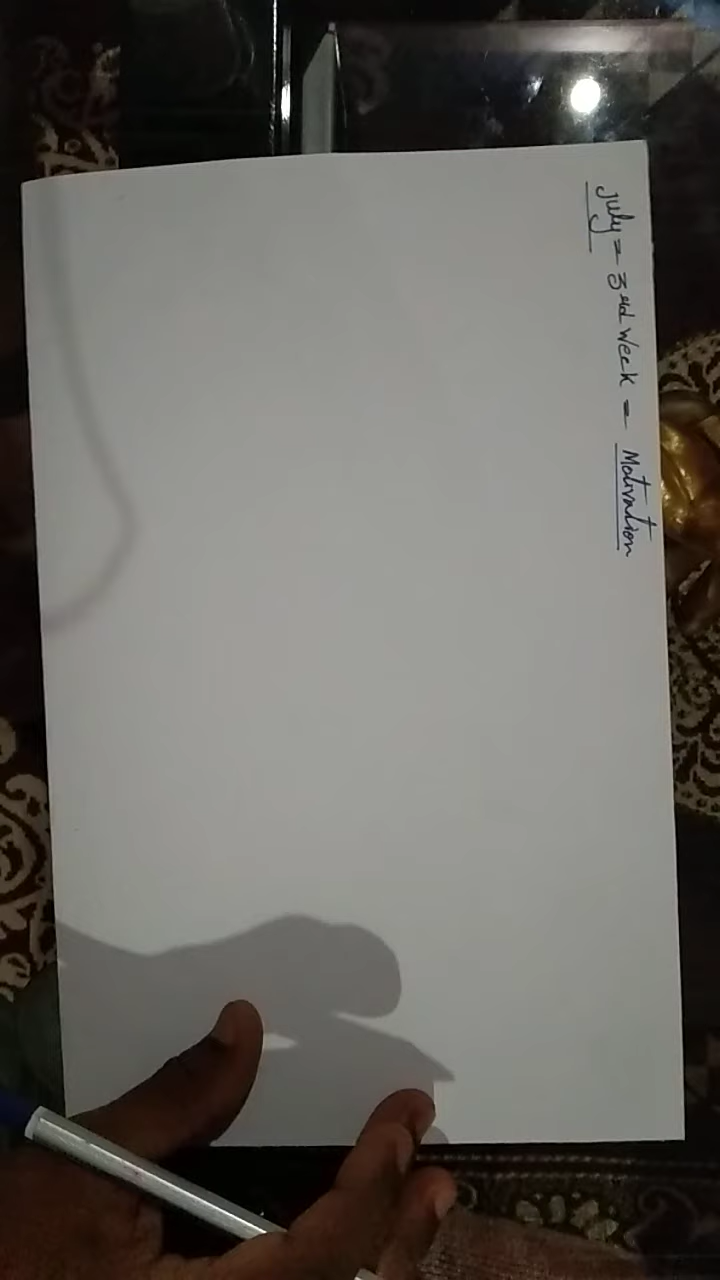 July = 3rd Week = Motivation